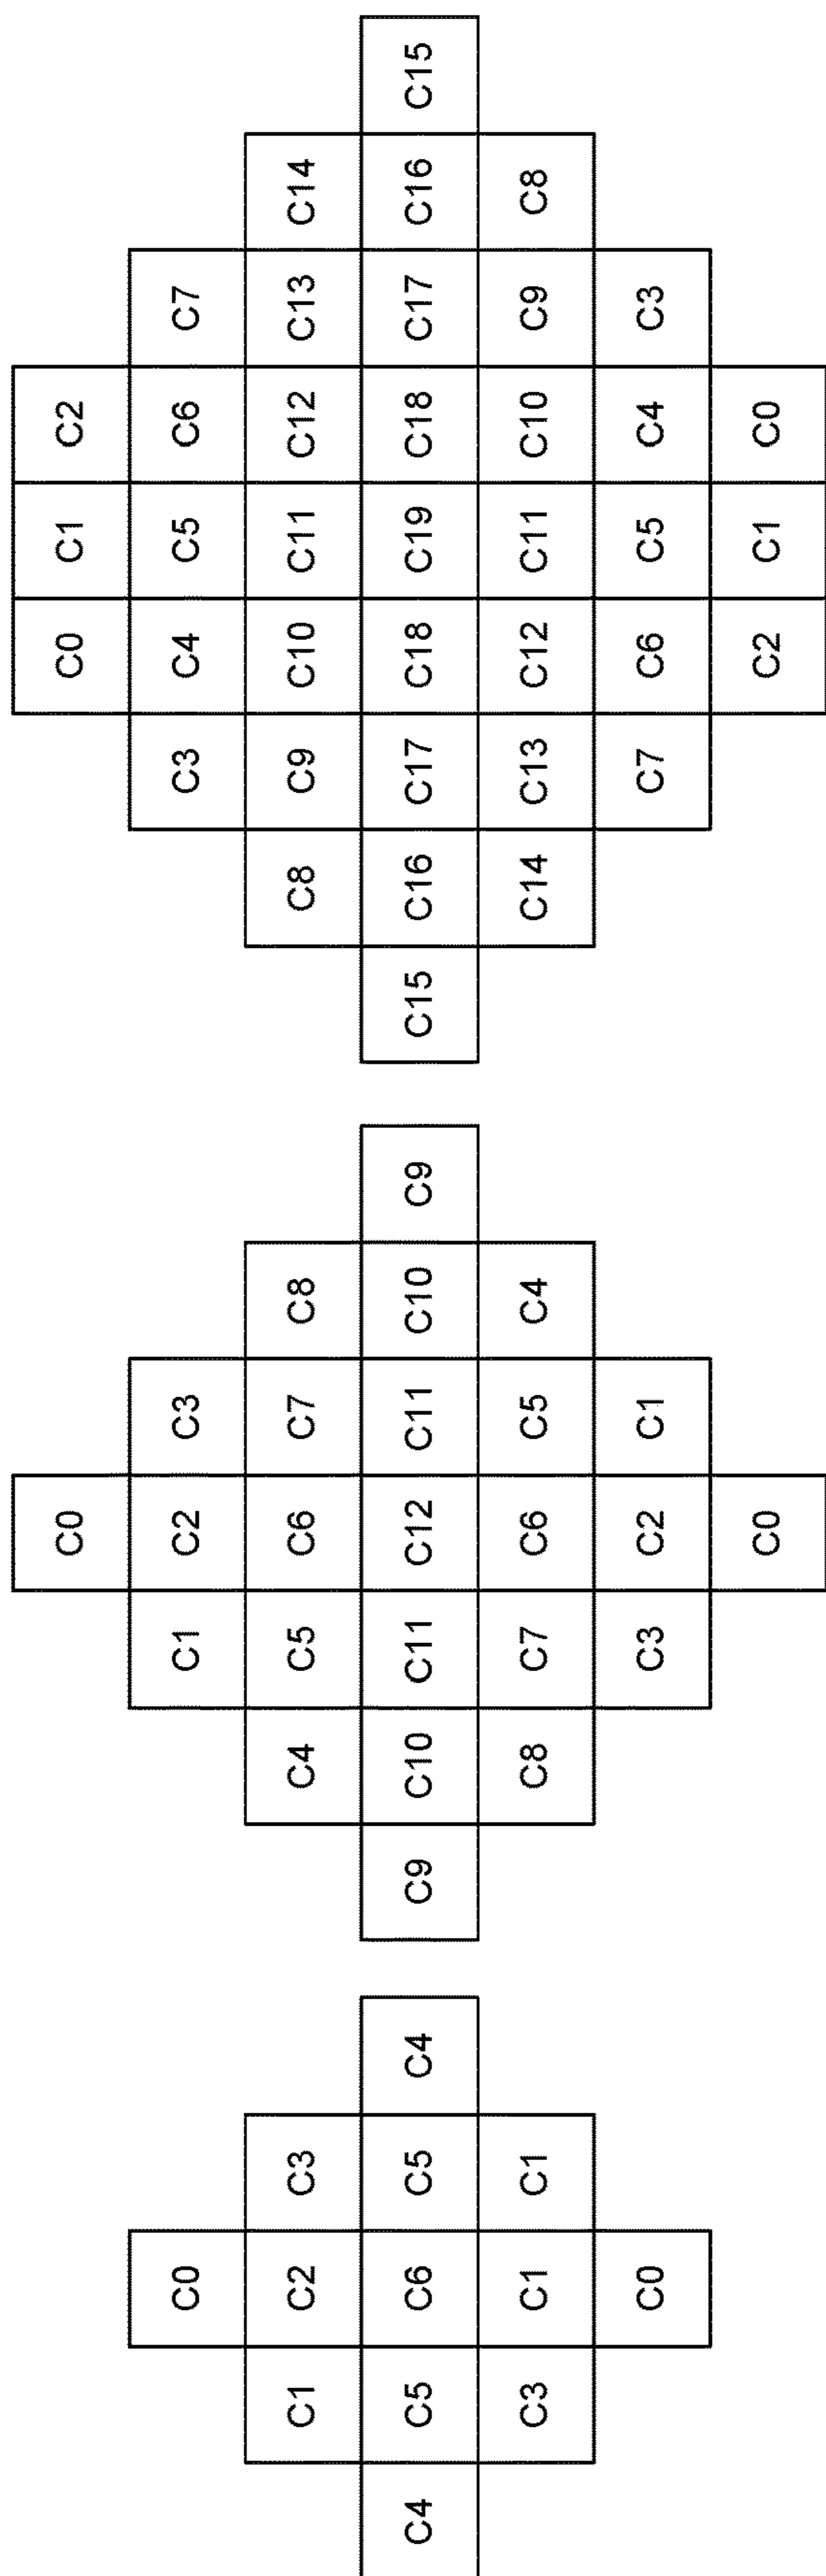 C0
C1 C2 C3
C4 C5 C6 C5 C4
C3 C1 C1
C0
C0
C1 C2 C3
C4 C5 C6 C7 C8
C9 C10 C11 C12 C11 C10 C9
C8 C7 C6 C5 C4
C3 C2 C1
C0
C0 C1 C2
C3 C4 C5 C6 C7
C8 C9 C10 C11 C12 C13 C14
C15 C16 C17 C18 C19 C18 C17 C16 C15
C14 C13 C12 C11 C10 C9 C8
C7 C6 C5 C4 C3
C2 C1 C0